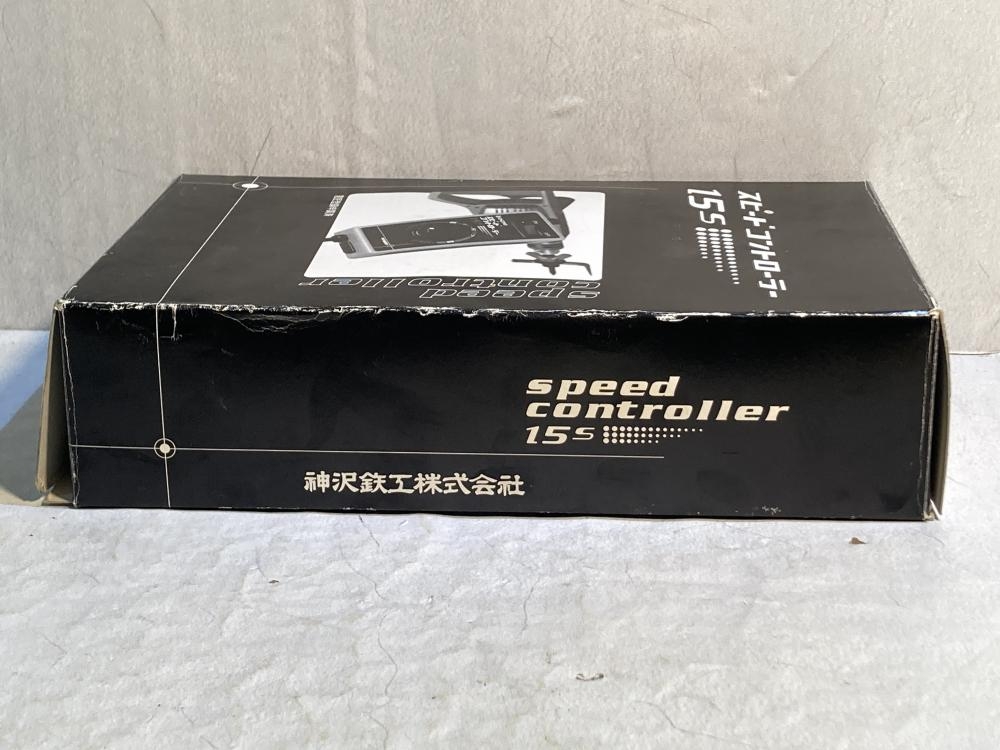 スピードコントローラー
15S
speed
controller
speed
controller
15s
神沢鉄工株式会社